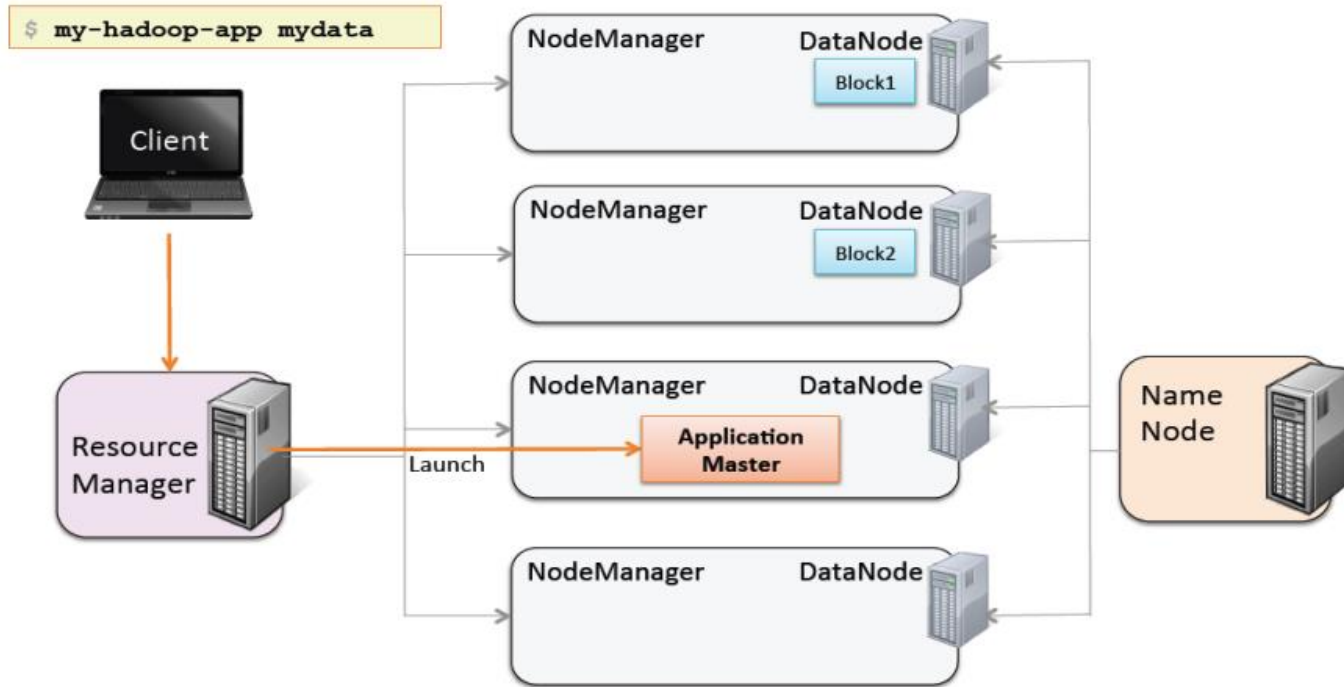 $ my-hadoop-app mydata
Client
Resource
Manager
Launch
NodeManager DataNode
Block1
NodeManager DataNode
Block2
NodeManager DataNode
Application
Master
NodeManager DataNode
Name
Node